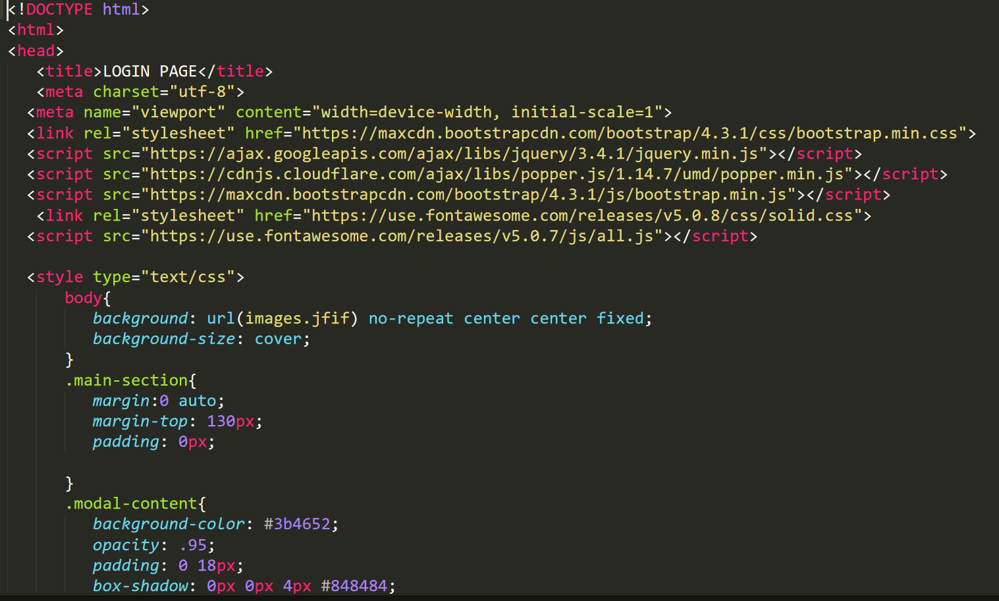 <!DOCTYPE html>
<html>
<head>
   <title>LOGIN PAGE</title>
   <meta charset="utf-8">
  <meta name="viewport" content="width=device-width, initial-scale=1">
  <link rel="stylesheet" href="https://maxcdn.bootstrapcdn.com/bootstrap/4.3.1/css/bootstrap.min.css">
  <script src="https://ajax.googleapis.com/ajax/libs/jquery/3.4.1/jquery.min.js"></script>
  <script src="https://cdnjs.cloudflare.com/ajax/libs/popper.js/1.14.7/umd/popper.min.js"></script>
  <script src="https://maxcdn.bootstrapcdn.com/bootstrap/4.3.1/js/bootstrap.min.js"></script>
   <link rel="stylesheet" href="https://use.fontawesome.com/releases/v5.0.8/css/solid.css">
  <script src="https://use.fontawesome.com/releases/v5.0.7/js/all.js"></script>

  <style type="text/css">
      body{
         background: url(images.jfif) no-repeat center center fixed;
         background-size: cover;
      }
      .main-section{
         margin:0 auto;
         margin-top: 130px;
         padding: 0px;

      }
      .modal-content{
         background-color: #3b4652;
         opacity: .95;
         padding: 0 18px;
         box-shadow: 0px 0px 4px #848484;